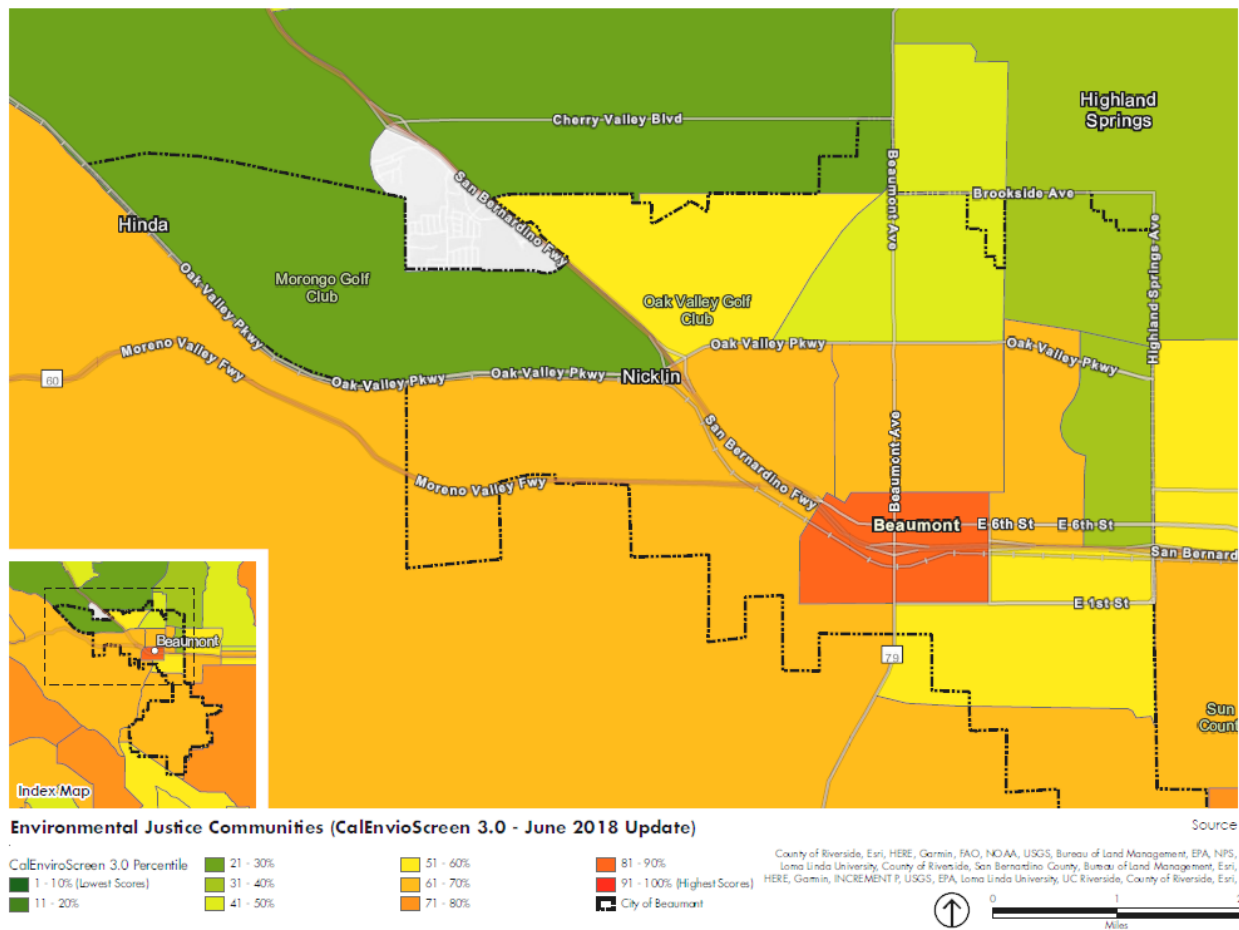 Highland
Springs
Cherry Valley Blvd
Beaumont Ave
San Bernardino Fwy
Brookside Ave
Hinda
Highland Springs Ave
Morongo Golf
Club
Oak Valley Pkwy
Oak Valley Golf
Club
Moreno Valley Fwy
Oak Valley Pkwy
Oak Valley Pkwy
60
Oak Valley Pkwy
Oak Valley Pkwy
Nicklin
San Bernardino Fwy
Beaumont Ave
Moreno Valley Fwy
Beaumont
E 6th St
E 6th St
San Bernard
E 1st St
79
Sun
Count
Beaumont
Index Map
Environmental Justice Communities (CalEnvioScreen 3.0 - June 2018 Update)
Source
CalEnviroScreen 3.0 Percentile
1 - 10% (Lowest Scores)
11 - 20%
21 - 30%
31 - 40%
41 - 50%
51 - 60%
61 - 70%
71 - 80%
81 - 90%
91 - 100% (Highest Scores)
City of Beaumont
County of Riverside, Esri, HERE, Garmin, FAO, NOAA, USGS, Bureau of Land Management, EPA, NPS,
Loma Linda University, County of Riverside, San Bernardino County, Bureau of Land Management, Esri,
HERE, Garmin, INCREMENT P, USGS, EPA, Loma Linda University, UC Riverside, County of Riverside, Esri,
0
1
2
Miles